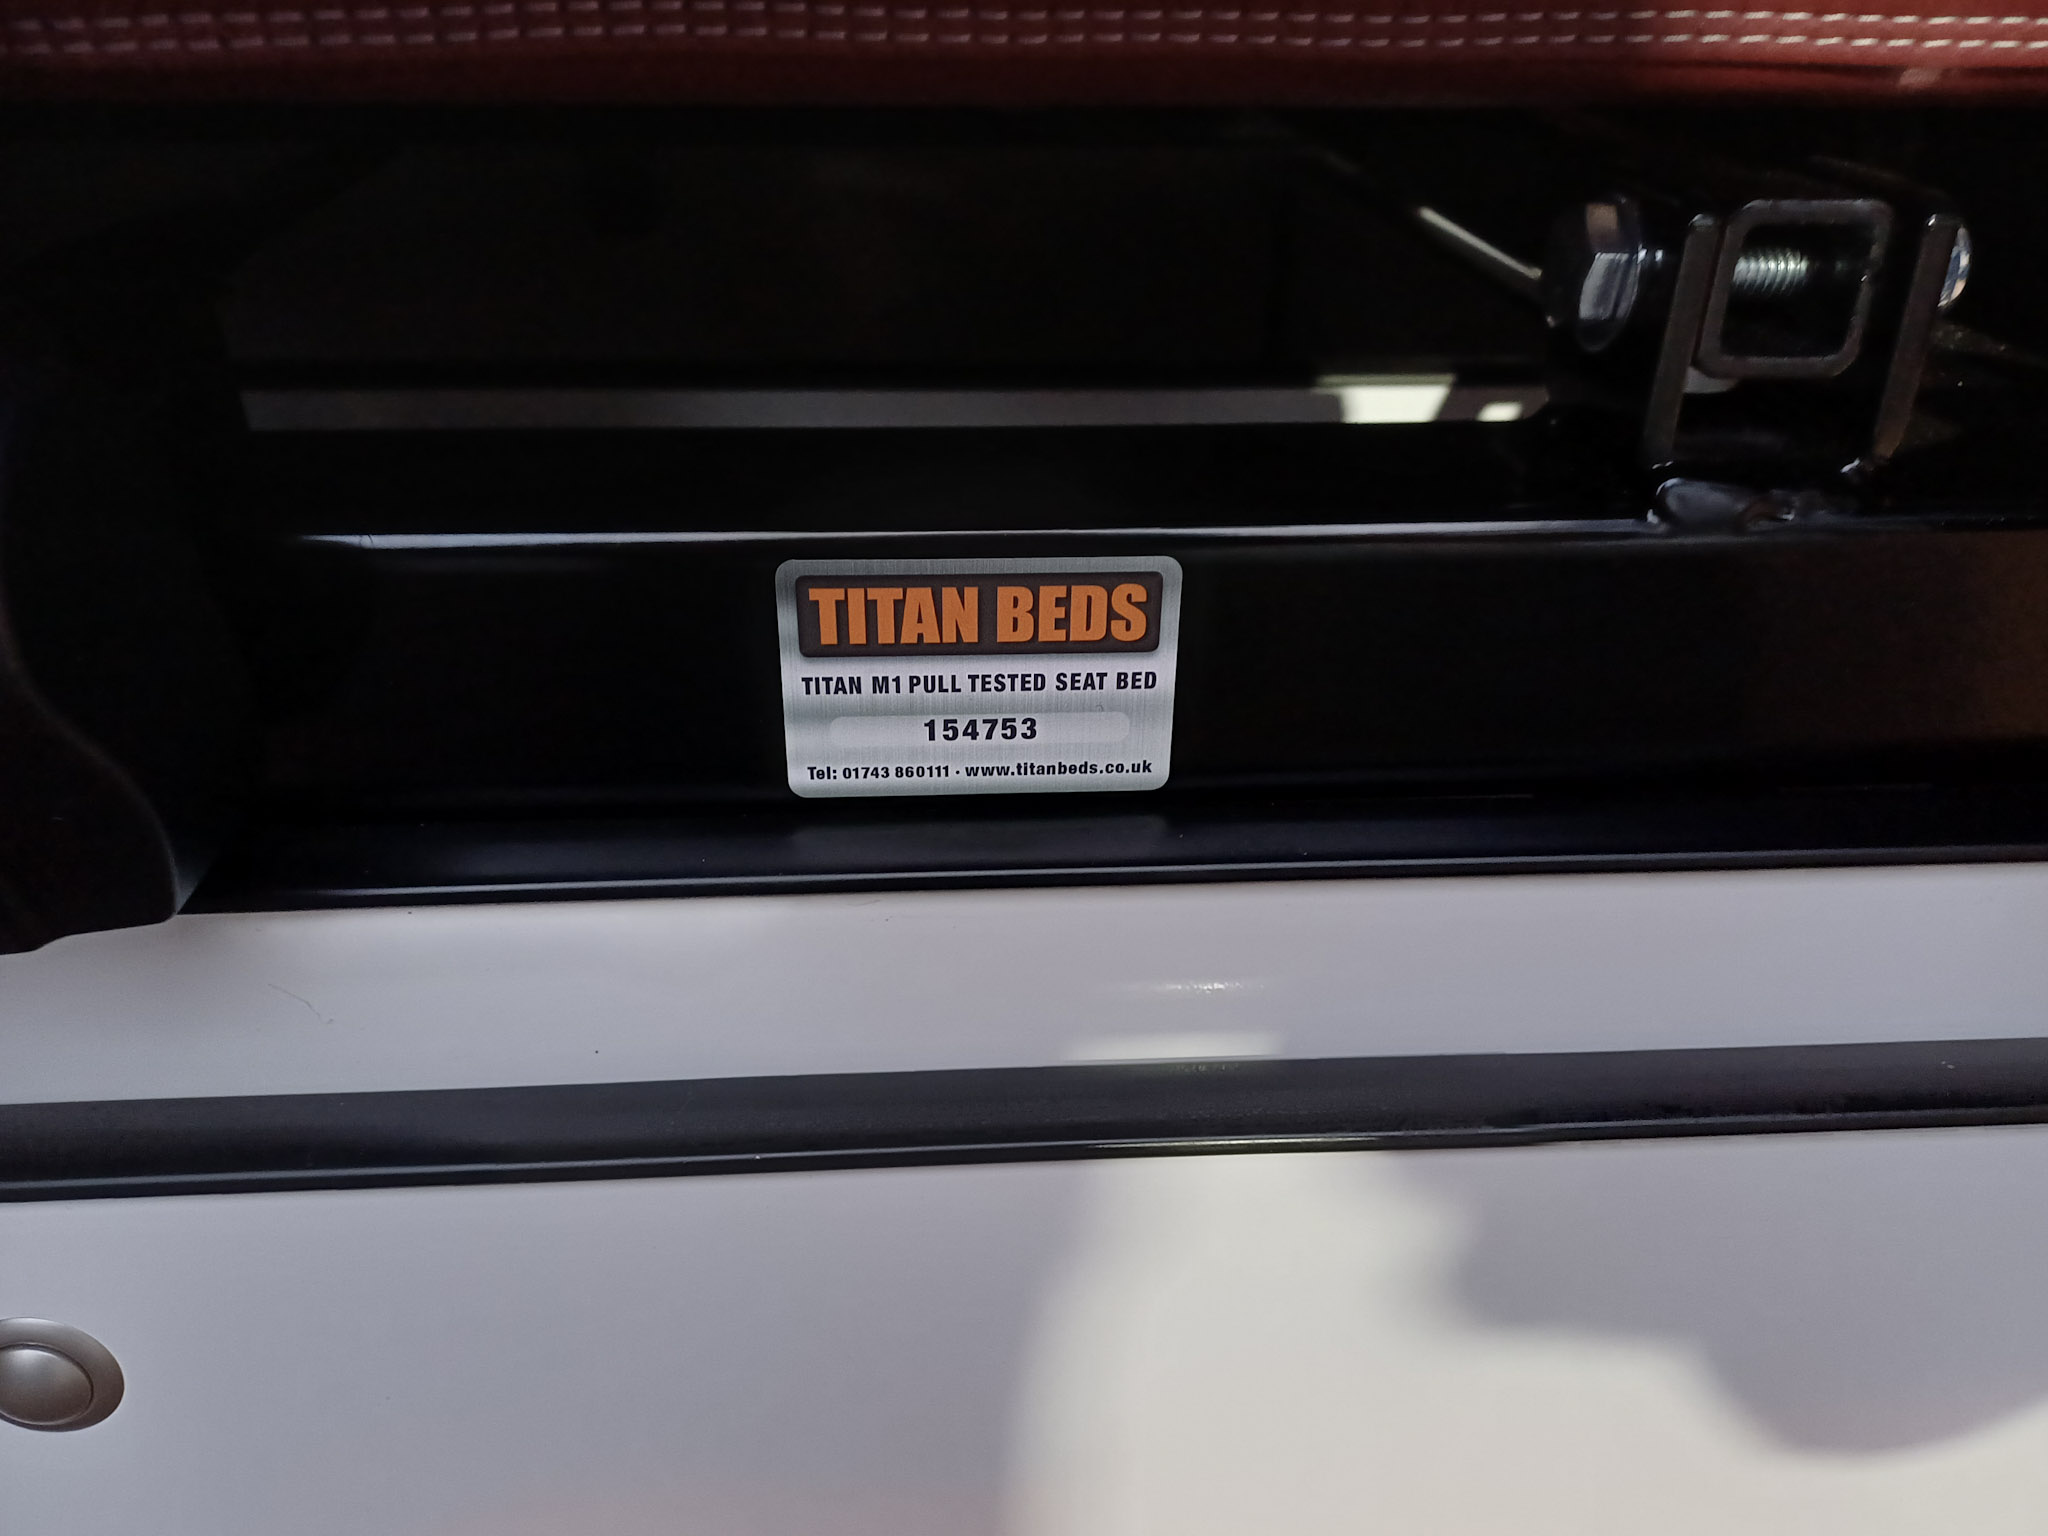 TITAN BEDS
TITAN M1 PULL TESTED SEAT BED
154753
Tel: 01743 860111 · www.titanbeds.co.uk